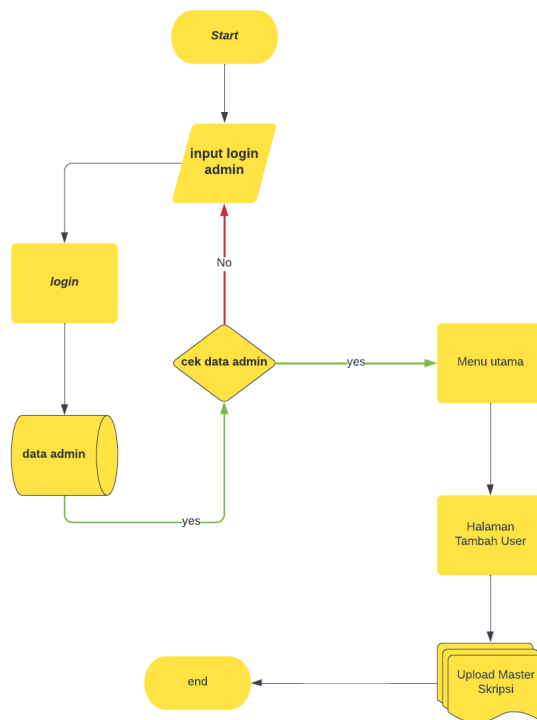 Start
input login
admin
login
No
cek data admin
yes
Menu utama
data admin
yes
Halaman
Tambah User
Upload Master
Skripsi
end